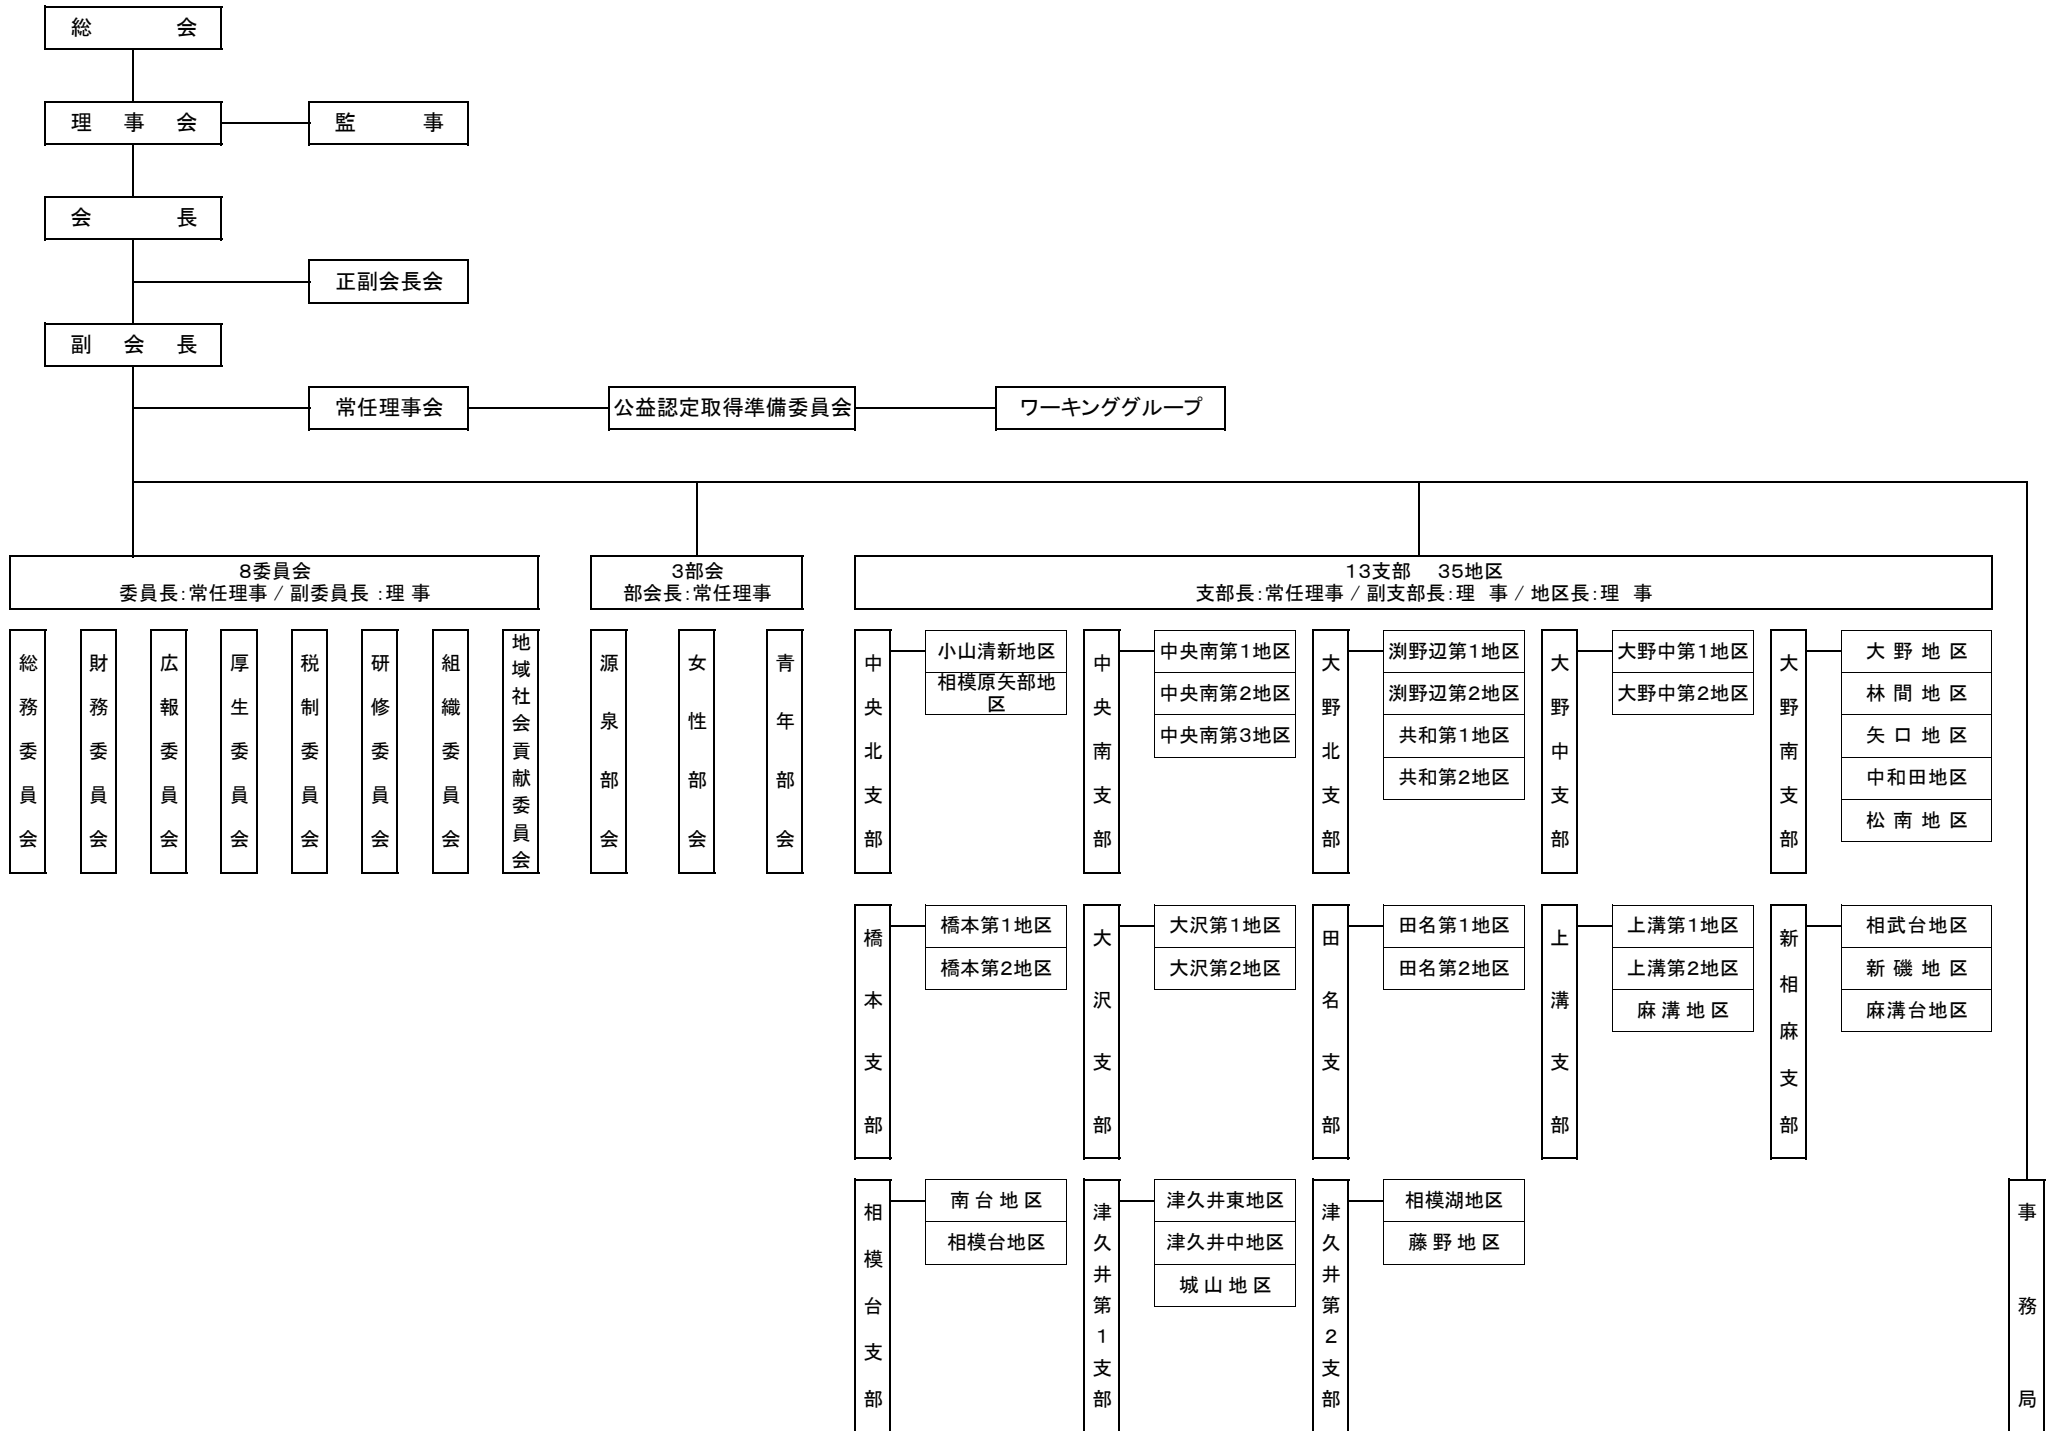 総 会
理 事 会
監 事
会 長
正副会長会
副 会 長
常任理事会
公益認定取得準備委員会
ワーキンググループ
8委員会
委員長:常任理事 / 副委員長 :理 事
3部会
部会長:常任理事
13支部 35地区
支部長:常任理事 / 副支部長:理 事 / 地区長:理 事
総務委員会
財務委員会
広報委員会
厚生委員会
税制委員会
研修委員会
組織委員会
地域社会貢献委員会
源泉部会
女性部会
青年部会
中央北支部
小山清新地区
相模原矢部地
区
中央南支部
中央南第1地区
中央南第2地区
中央南第3地区
大野北支部
渕野辺第1地区
渕野辺第2地区
共和第1地区
共和第2地区
大野中支部
大野中第1地区
大野中第2地区
大野南支部
大 野 地 区
林 間 地 区
矢 口 地 区
中和田地区
松 南 地 区
橋本支部
橋本第1地区
橋本第2地区
大沢支部
大沢第1地区
大沢第2地区
田名支部
田名第1地区
田名第2地区
上溝支部
上溝第1地区
上溝第2地区
麻 溝 地 区
新相麻支部
相武台地区
新 磯 地 区
麻溝台地区
相模台支部
南 台 地 区
相模台地区
津久井第1支部
津久井東地区
津久井中地区
城 山 地 区
津久井第2支部
相模湖地区
藤 野 地 区
事務局